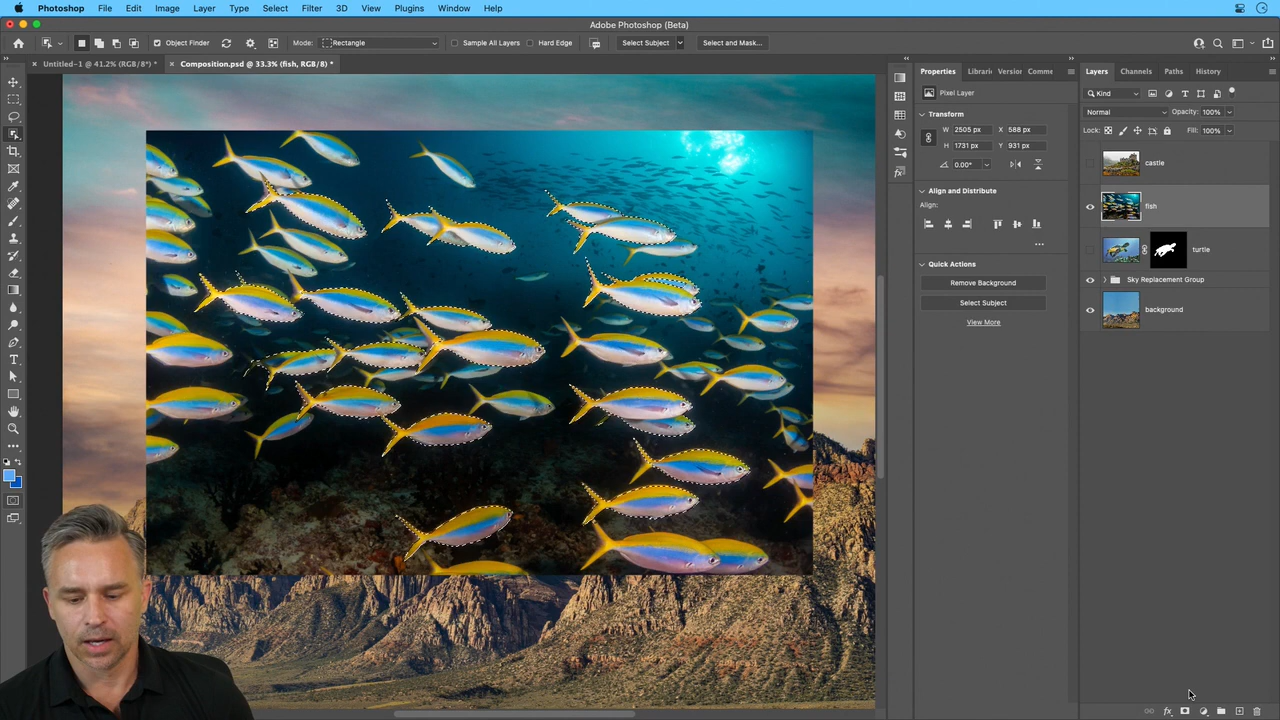 Photoshop File Edit Image Layer Type Select Filter 3D View Plugins Window Help
Adobe Photoshop (Beta)
Object Finder Mode: Rectangle Sample All Layers Hard Edge Select Subject Select and Mask...
Untitled-1 @ 41.2% (RGB/8*) * Composition.psd @ 33.3% (fish, RGB/8) *
Properties Librari Version Comme
Pixel Layer
Transform
W 2505 px X 588 px
H 1731 px Y 931 px
0.00°
Align and Distribute
Align:
Quick Actions
Remove Background
Select Subject
View More
Layers Channels Paths History
Kind
Normal Opacity: 100%
Lock: Fill: 100%
castle
fish
turtle
Sky Replacement Group
background